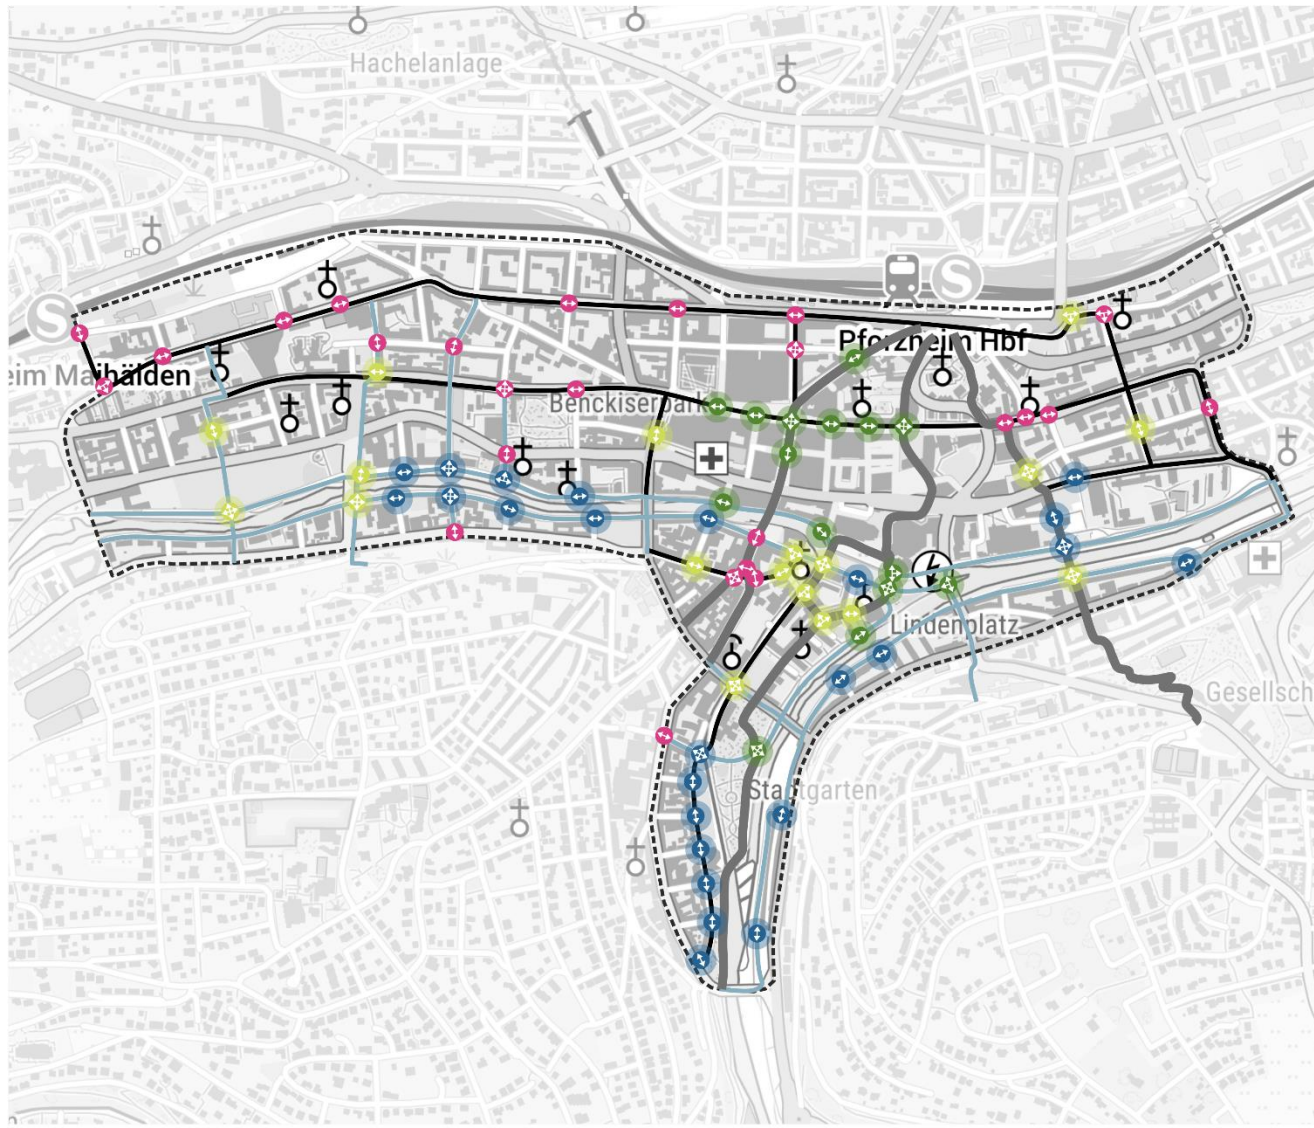 Hachelanlage
S
S
Pforzheim Hbf
eim Maihälden
Benckiserpark
Lindenplatz
Gesellsch
Stadtgarten